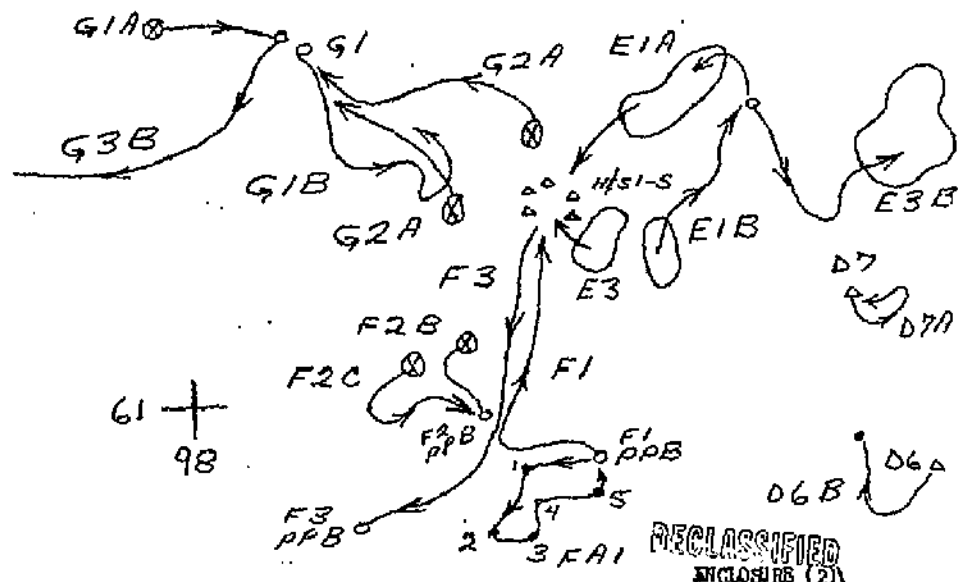 G1A
G1
G2A
E1A
G3B
G1B
G2A
H/S1-S
E1B
E3B
E3
F3
D7
D7A
F2B
F2C
F1
61
98
F2
PPB
F1
PPB
1
5
4
2
3
FA1
F3
PPB
D6
D6B
DECLASSIFIED
ENCLOSURE (2)